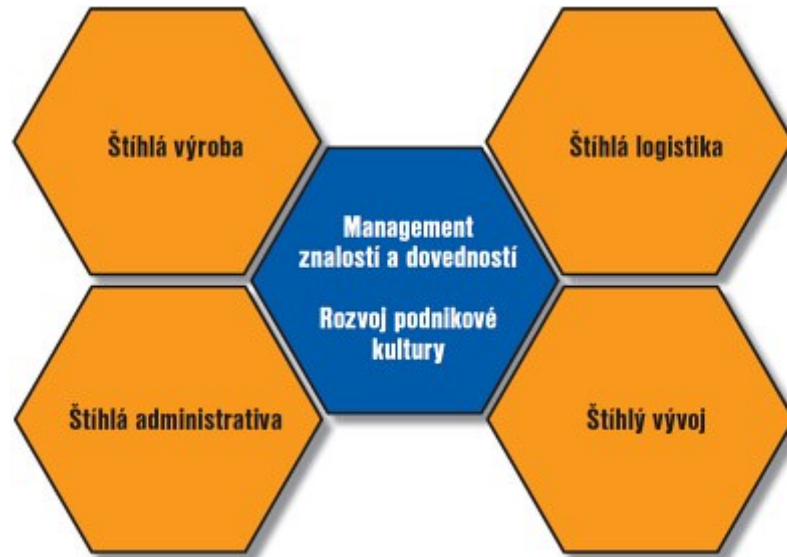 Štíhlá výroba
Štíhlá logistika
Management
znalostí a dovedností
Rozvoj podnikové
kultury
Štíhlá administrativa
Štíhlý vývoj